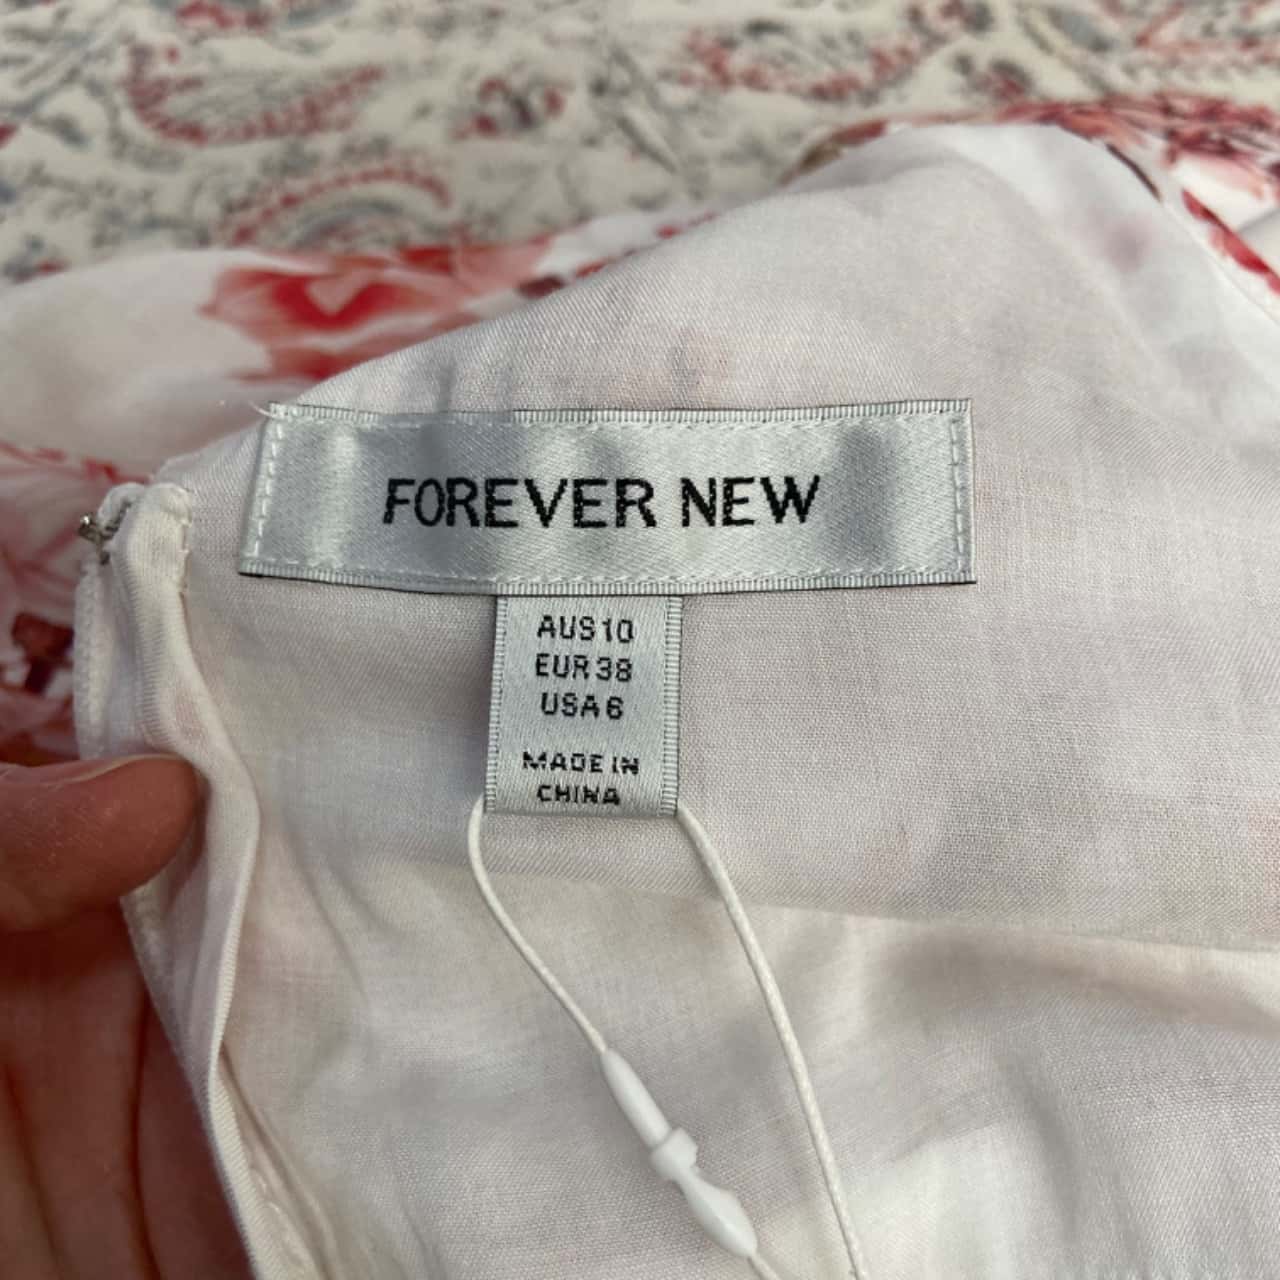 FOREVER NEW
AUS 10
EUR 38
USA 6
MADE IN
CHINA